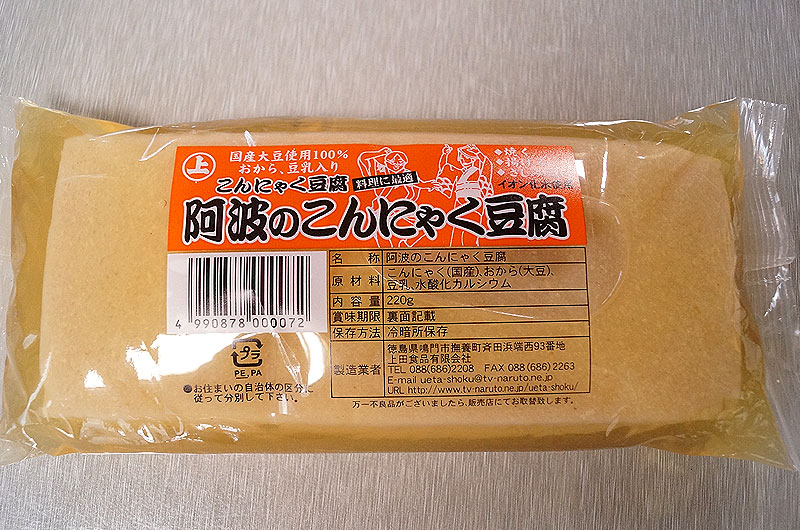 上
国産大豆使用100%
おから、豆乳入り
こんにゃく豆腐
料理に最適
◆焼く
◆揚げ
◆さし
イオン化水使用
阿波のこんにゃく豆腐
名 称 阿波のこんにゃく豆腐
原材料 こんにゃく(国産)、おから(大豆)、
豆乳、水酸化カルシウム
内容量 220g
賞味期限 裏面記載
保存方法 冷暗所保存
製造業者 徳島県鳴門市撫養町斉田浜端西93番地
上田食品有限会社
TEL 088(686)2208 FAX 088(686)2263
E-mail ueta-shoku@tv-naruto.ne.jp
URL http://www.tv-naruto.ne.jp/ueta-shoku/
万一不良品がございましたら、販売店にてお取替致します。
4 990878 000072
プラ
PE,PA
●お住まいの自治体の区分に
従って分別して下さい。